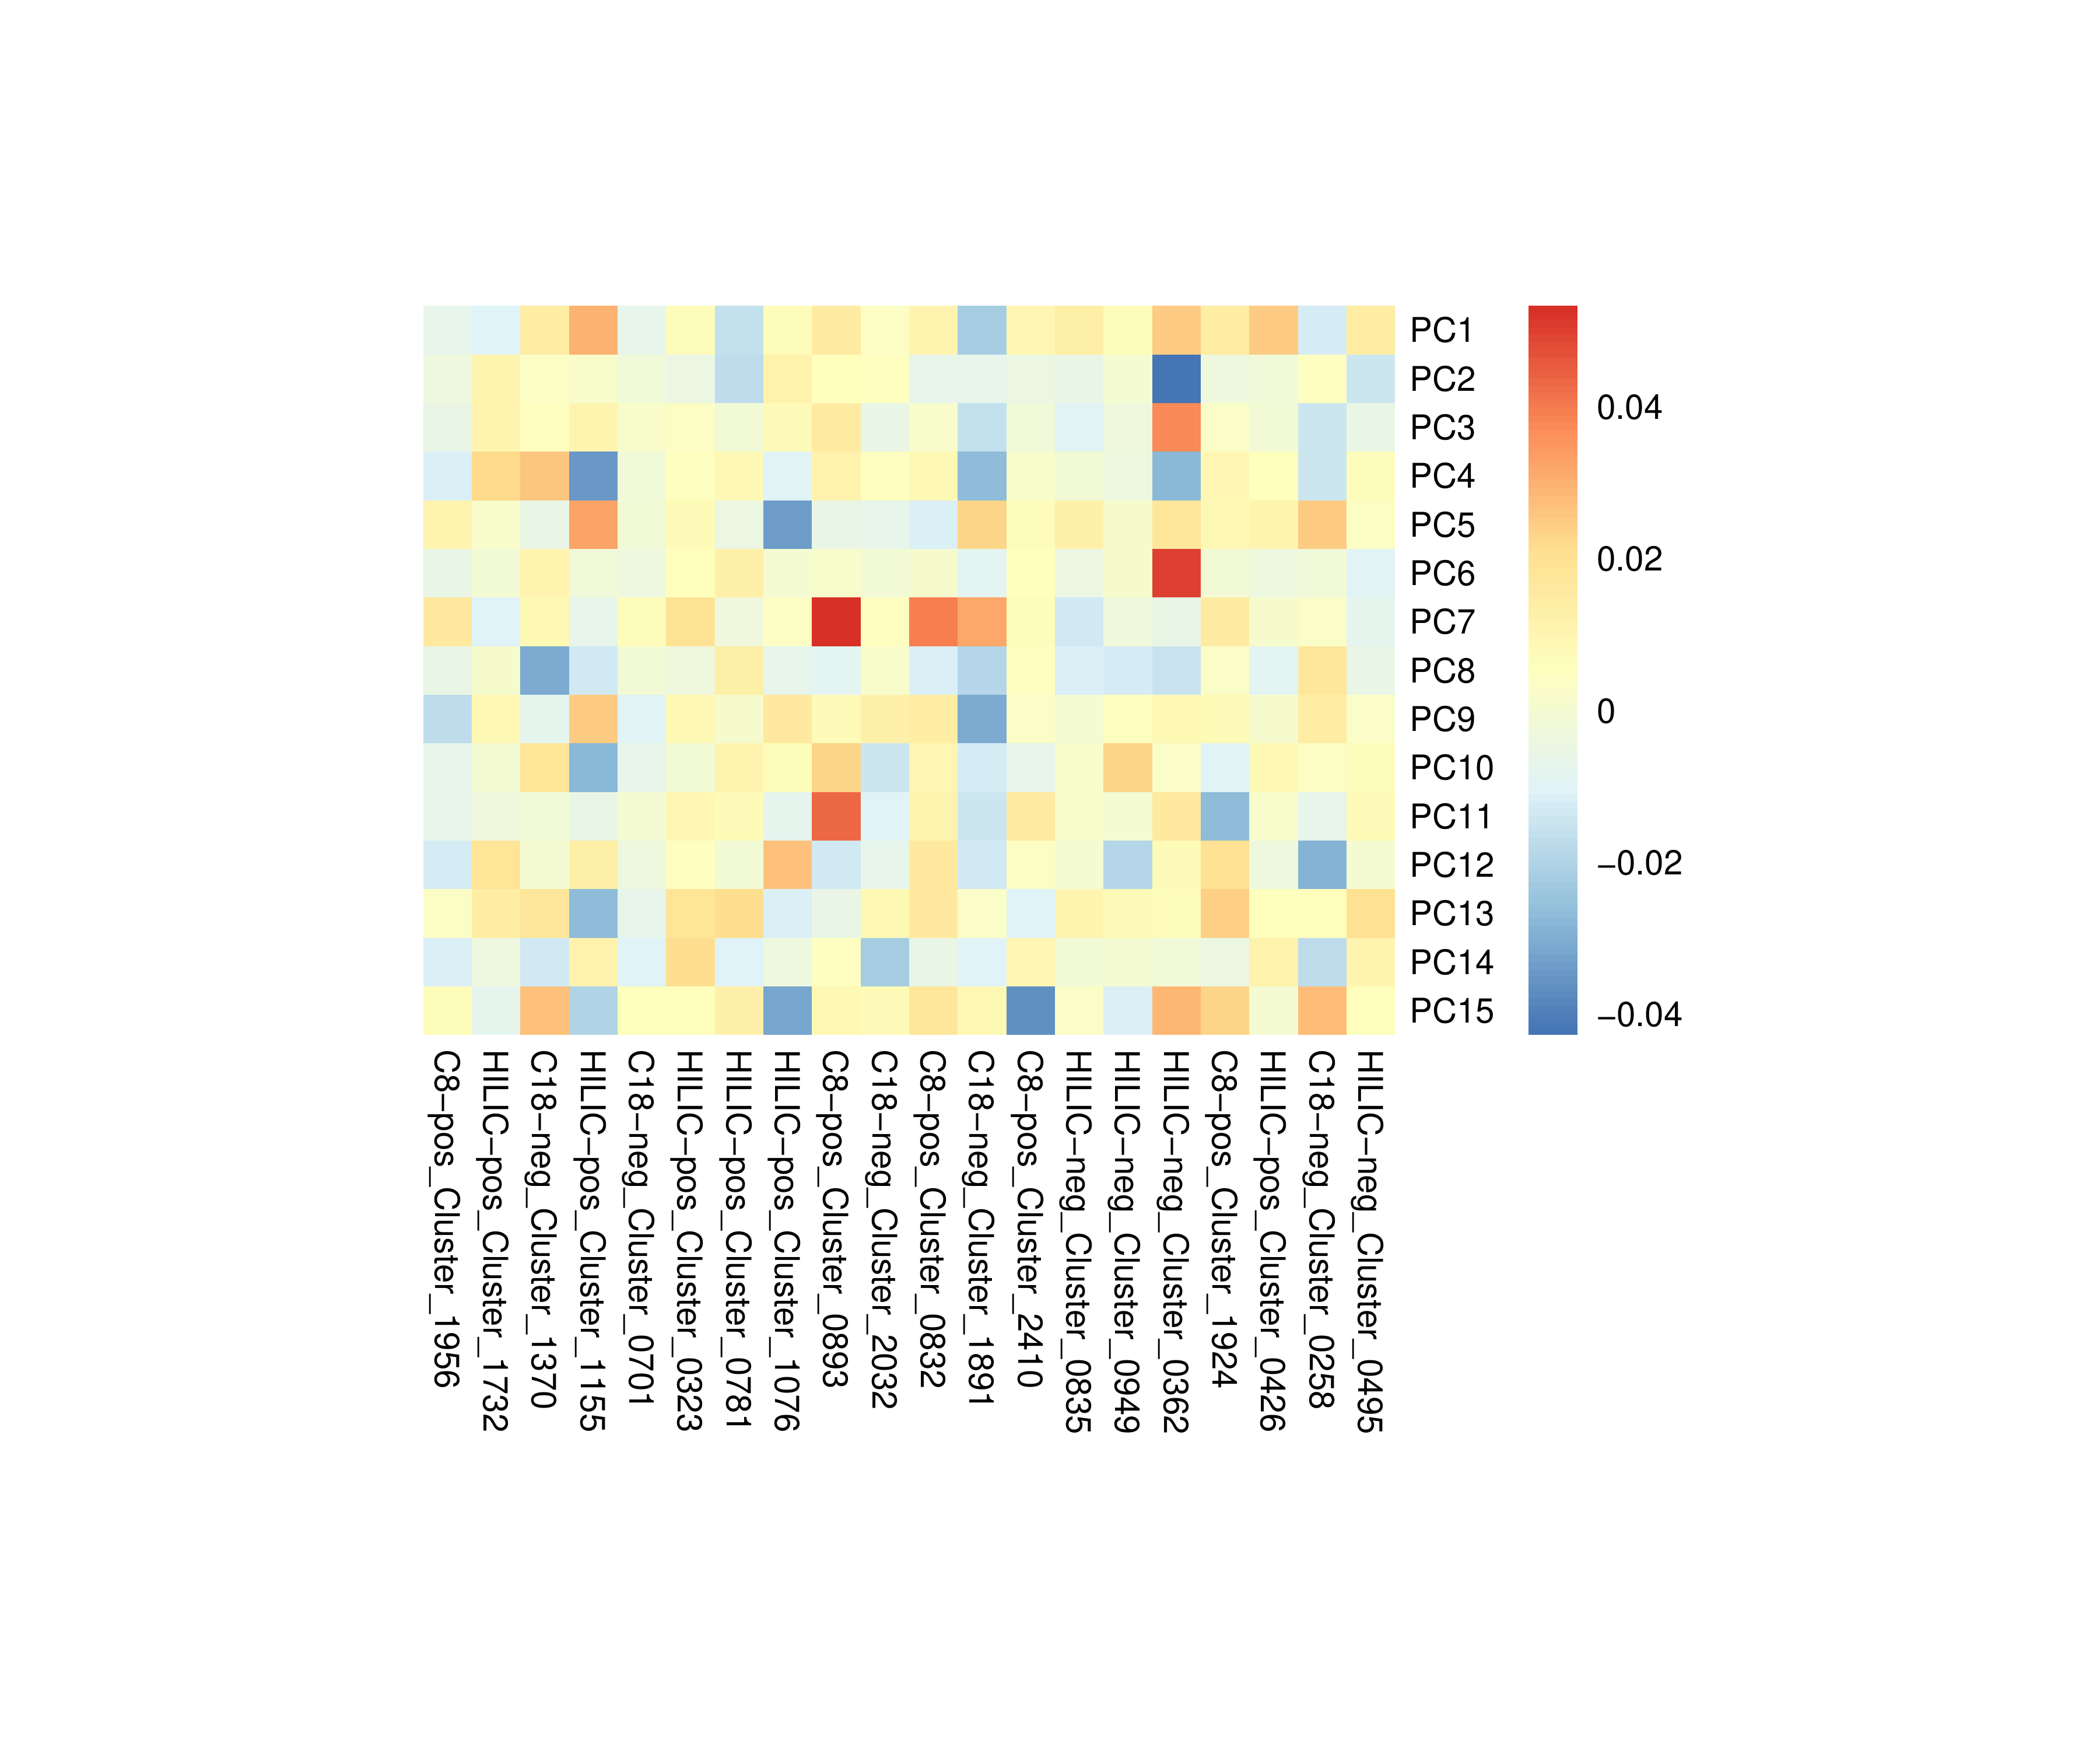 PC1
PC2
PC3
PC4
PC5
PC6
PC7
PC8
PC9
PC10
PC11
PC12
PC13
PC14
PC15
0.04
0.02
0
−0.02
−0.04
C8−pos_Cluster_1956
HILIC−pos_Cluster_1732
C18−neg_Cluster_1370
HILIC−pos_Cluster_1155
C18−neg_Cluster_0701
HILIC−pos_Cluster_0323
HILIC−pos_Cluster_0781
HILIC−pos_Cluster_1076
C8−pos_Cluster_0893
C18−neg_Cluster_2032
C8−pos_Cluster_0832
C18−neg_Cluster_1891
C8−pos_Cluster_2410
HILIC−neg_Cluster_0835
HILIC−neg_Cluster_0949
HILIC−neg_Cluster_0362
C8−pos_Cluster_1924
HILIC−pos_Cluster_0426
C18−neg_Cluster_0258
HILIC−neg_Cluster_0495